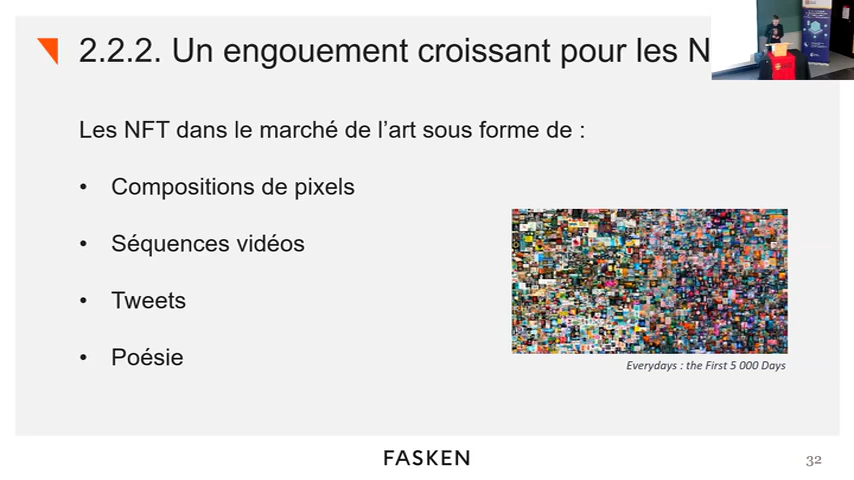 2.2.2. Un engouement croissant pour les N
Les NFT dans le marché de l'art sous forme de :
• Compositions de pixels
• Séquences vidéos
• Tweets
• Poésie
Everydays : the First 5 000 Days
FASKEN
32